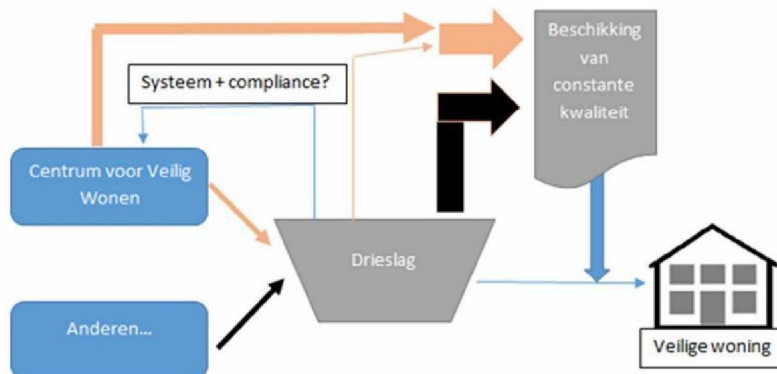 Beschikking
van
constante
kwaliteit
Systeem + compliance?
Centrum voor Veilig
Wonen
Drieslag
Anderen...
Veilige woning